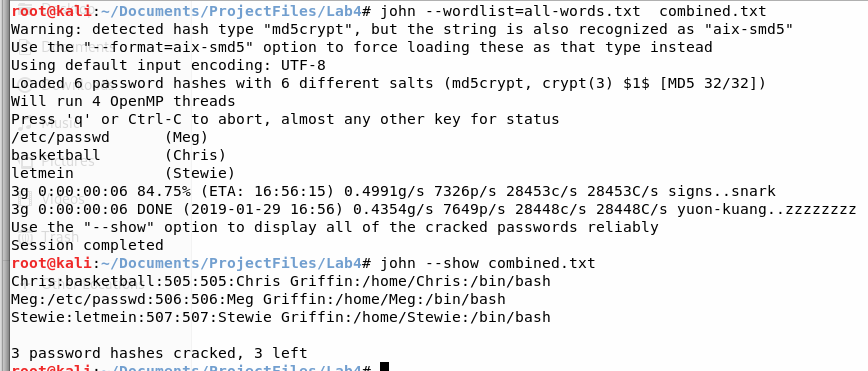 root@kali:~/Documents/ProjectFiles/Lab4# john --wordlist=all-words.txt  combined.txt
Warning: detected hash type "md5crypt", but the string is also recognized as "aix-smd5"
Use the "--format=aix-smd5" option to force loading these as that type instead
Using default input encoding: UTF-8
Loaded 6 password hashes with 6 different salts (md5crypt, crypt(3) $1$ [MD5 32/32])
Will run 4 OpenMP threads
Press 'q' or Ctrl-C to abort, almost any other key for status
/etc/passwd      (Meg)
basketball       (Chris)
letmein          (Stewie)
3g 0:00:00:06 84.75% (ETA: 16:56:15) 0.4991g/s 7326p/s 28453c/s 28453C/s signs..snark
3g 0:00:00:06 DONE (2019-01-29 16:56) 0.4354g/s 7649p/s 28448c/s 28448C/s yuon-kuang..zzzzzzzz
Use the "--show" option to display all of the cracked passwords reliably
Session completed
root@kali:~/Documents/ProjectFiles/Lab4# john --show combined.txt
Chris:basketball:505:505:Chris Griffin:/home/Chris:/bin/bash
Meg:/etc/passwd:506:506:Meg Griffin:/home/Meg:/bin/bash
Stewie:letmein:507:507:Stewie Griffin:/home/Stewie:/bin/bash

3 password hashes cracked, 3 left
root@kali:~/Documents/ProjectFiles/Lab4#